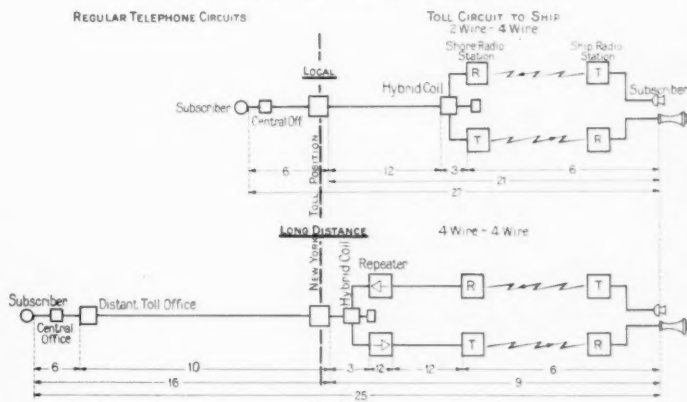 REGULAR TELEPHONE CIRCUITS
TOLL CIRCUIT TO SHIP
2 Wire - 4 Wire
Shore Radio
Station
Ship Radio
Station
LOCAL
R
T
Hybrid Coil
Subscriber
Subscriber
Central Off.
T
R
6
12
3
6
21
27
NEW YORK TOLL POSITION
LONG DISTANCE
4 Wire - 4 Wire
Hybrid Coil
Repeater
R
T
Subscriber
Distant Toll Office
Central
Office
T
R
6
10
3
12
12
6
16
9
25